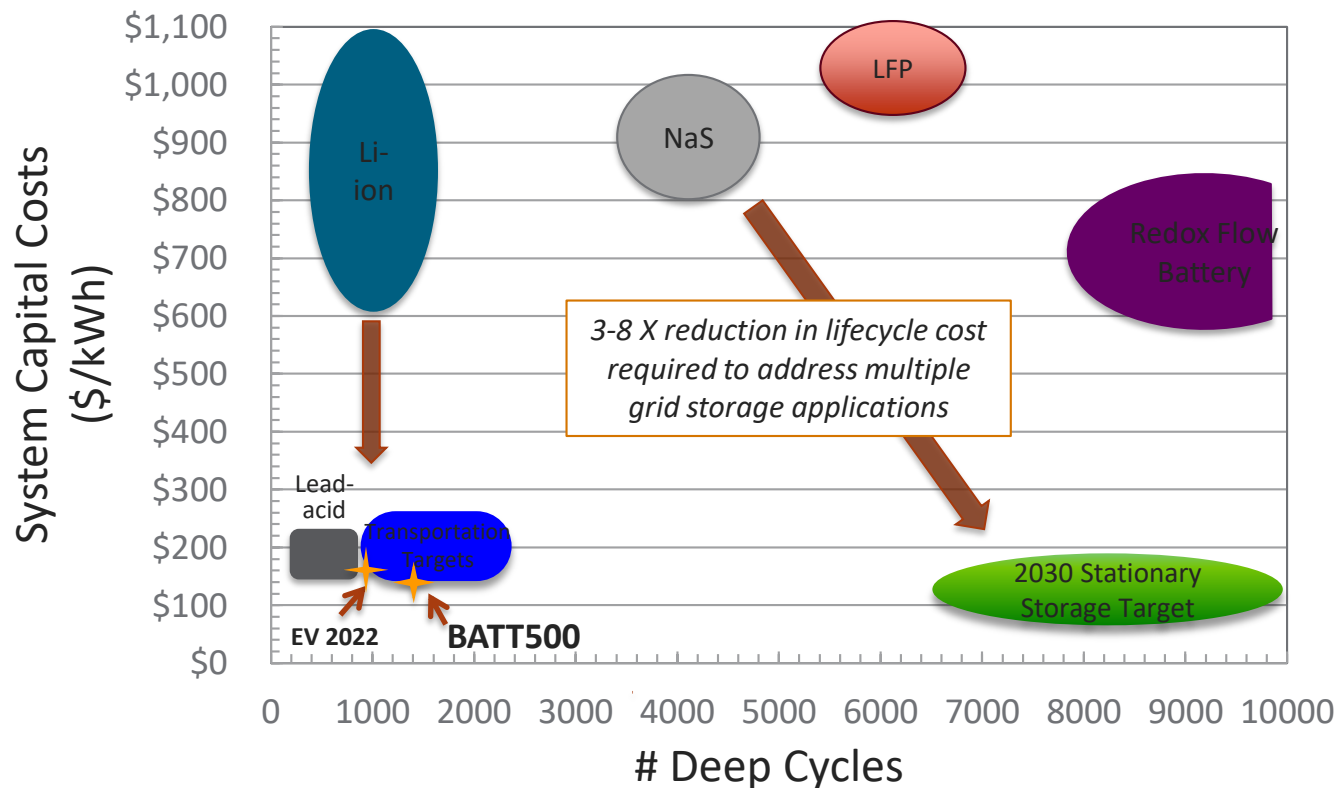 System Capital Costs
($/kWh)
$1,100
$1,000
$900
$800
$700
$600
$500
$400
$300
$200
$100
$0
Li-
ion
NaS
LFP
Redox Flow
Battery
3-8 X reduction in lifecycle cost
required to address multiple
grid storage applications
Lead-
acid
Transportation
Targets
EV 2022
BATT500
2030 Stationary
Storage Target
0 1000 2000 3000 4000 5000 6000 7000 8000 9000 10000
# Deep Cycles